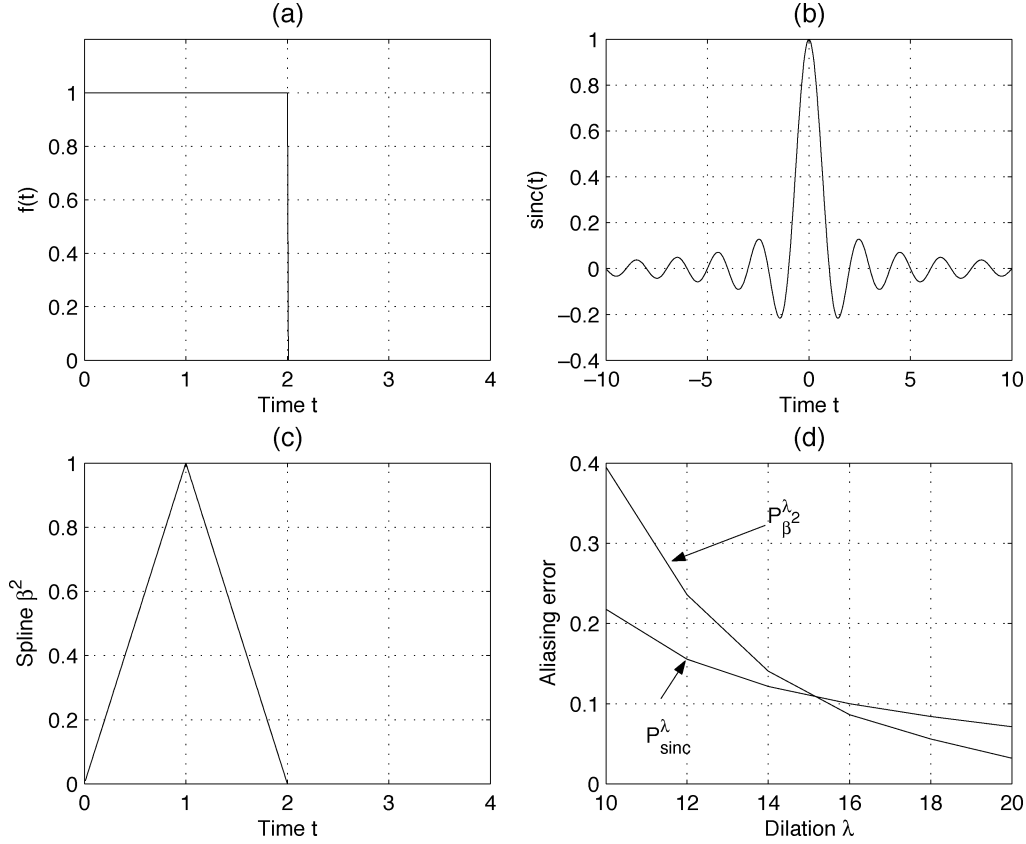 (a)
1
0.8
0.6
0.4
0.2
0
f(t)
0 1 2 3 4
Time t
(b)
1
0.8
0.6
0.4
0.2
0
−0.2
−0.4
sinc(t)
−10 −5 0 5 10
Time t
(c)
1
0.8
0.6
0.4
0.2
0
Spline β²
0 1 2 3 4
Time t
(d)
0.4
0.3
0.2
0.1
0
Aliasing error
P^λ_β²
P^λ_sinc
10 12 14 16 18 20
Dilation λ